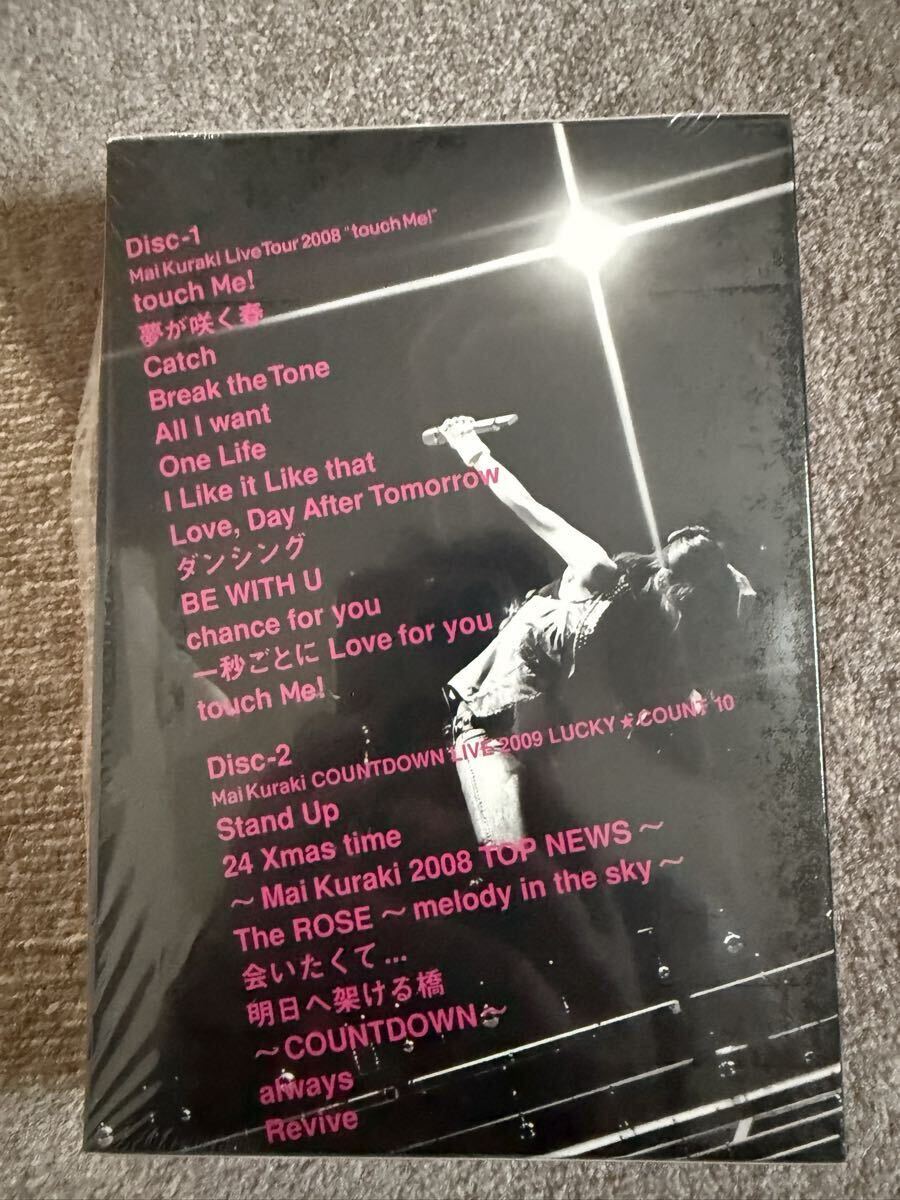 Disc-1
Mai Kuraki Live Tour 2008 "touch Me!"
touch Me!
夢が咲く春
Catch
Break the Tone
All I want
One Life
I Like it Like that
Love, Day After Tomorrow
ダンシング
BE WITH U
chance for you
一秒ごとに Love for you
touch Me!
Disc-2
Mai Kuraki COUNTDOWN LIVE 2009 LUCKY★COUNT 10
Stand Up
24 Xmas time
～Mai Kuraki 2008 TOP NEWS～
The ROSE ～melody in the sky～
会いたくて...
明日へ架ける橋
～COUNTDOWN～
always
Revive